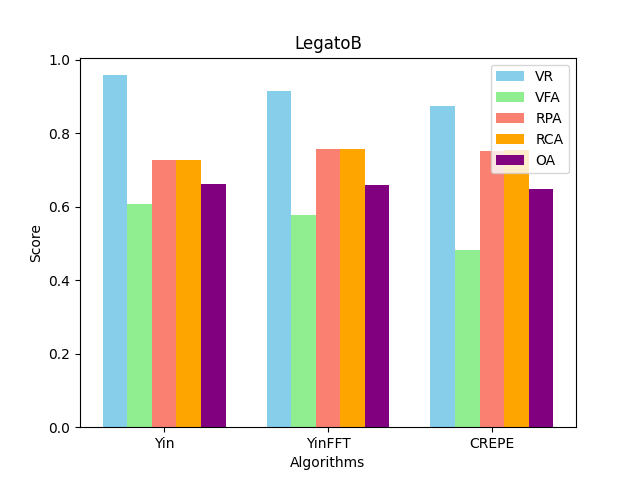 LegatoB
1.0
0.8
0.6
0.4
0.2
0.0
Score
VR
VFA
RPA
RCA
OA
Yin
YinFFT
CREPE
Algorithms